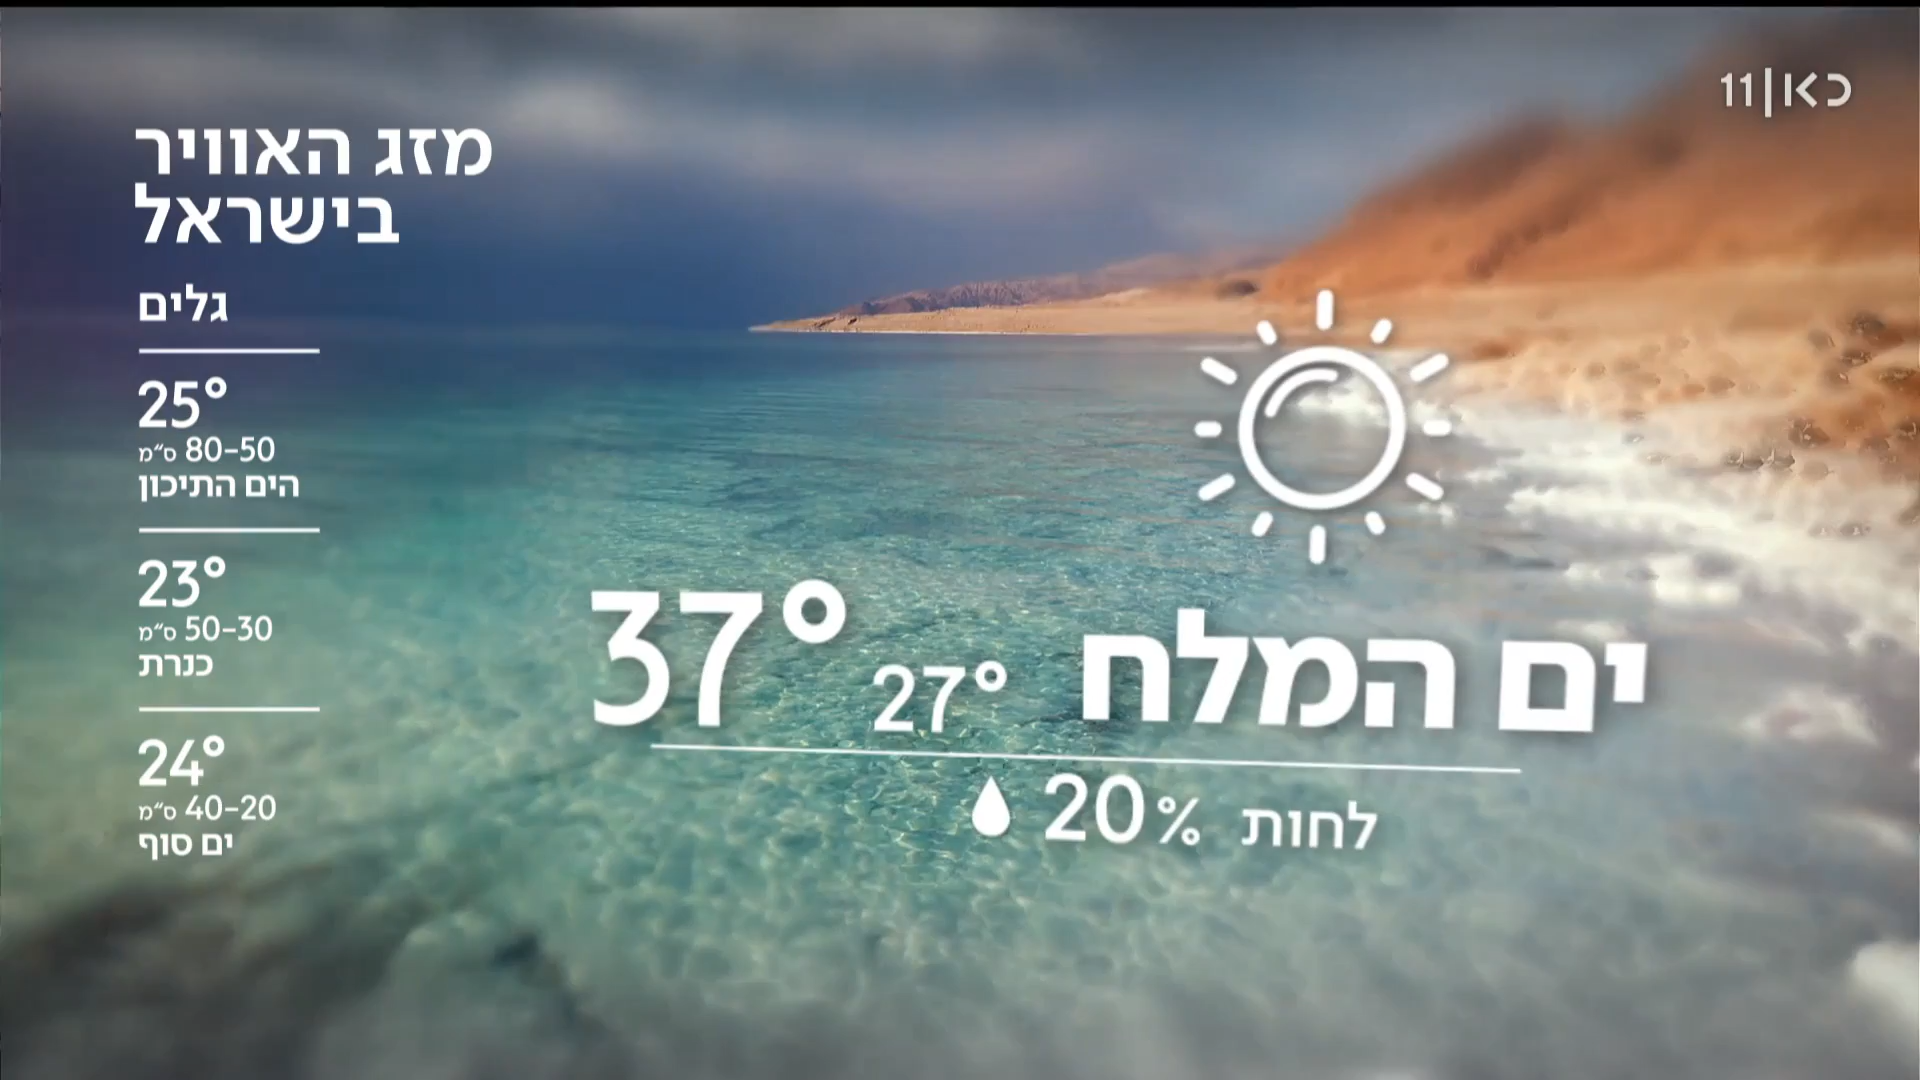 כאן|11
מזג האוויר
בישראל
גלים
25°
80-50 ס״מ
הים התיכון
23°
50-30 ס״מ
כנרת
24°
40-20 ס״מ
ים סוף
ים המלח 27° 37°
לחות 20%